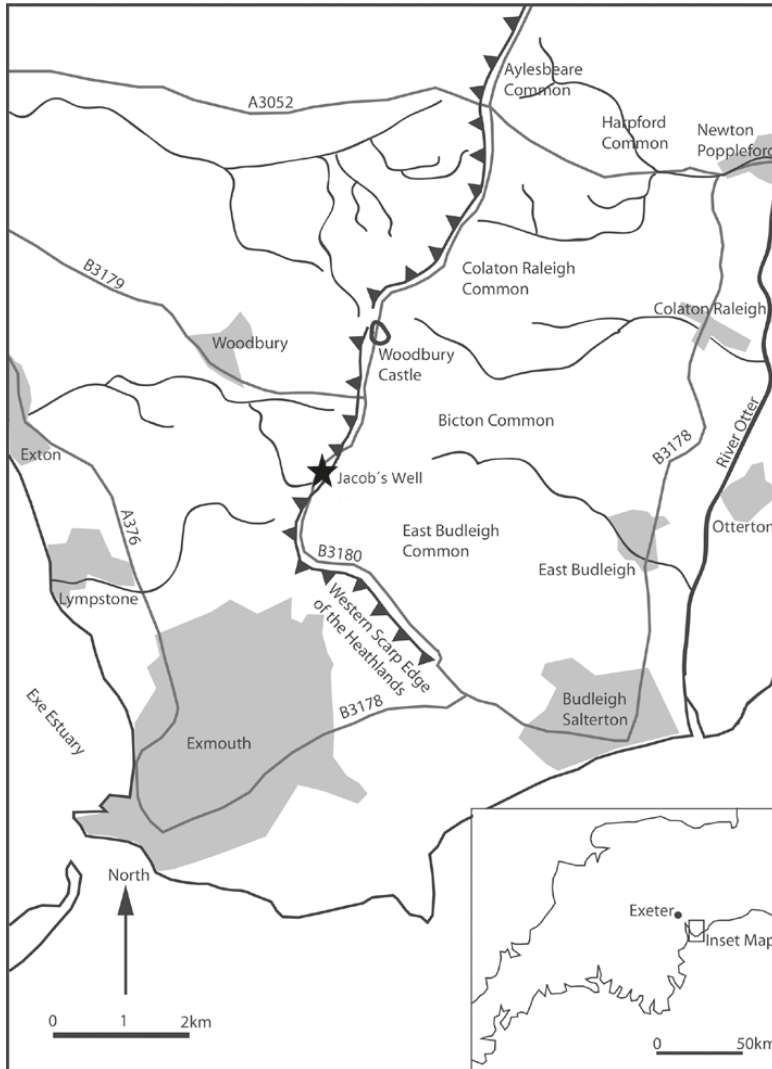 Aylesbeare
Common
A3052
Harpford
Common
Newton
Poppleford
B3179
Colaton Raleigh
Common
Colaton Raleigh
Woodbury
Woodbury
Castle
Bicton Common
B3178
River Otter
Exton
Jacob´s Well
A376
Otterton
East Budleigh
Common
B3180
East Budleigh
Lympstone
Western Scarp Edge
of the Heathlands
Exe Estuary
B3178
Budleigh
Salterton
Exmouth
North
Exeter
Inset Map
0 1 2km
0 50km